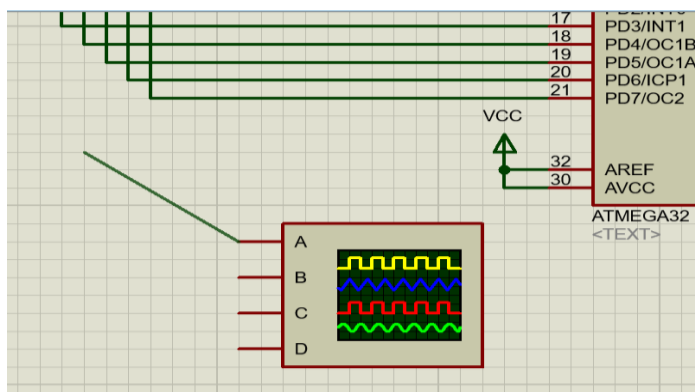 17 PD3/INT1
18 PD4/OC1B
19 PD5/OC1A
20 PD6/ICP1
21 PD7/OC2
VCC
32 AREF
30 AVCC
ATMEGA32
<TEXT>
A
B
C
D